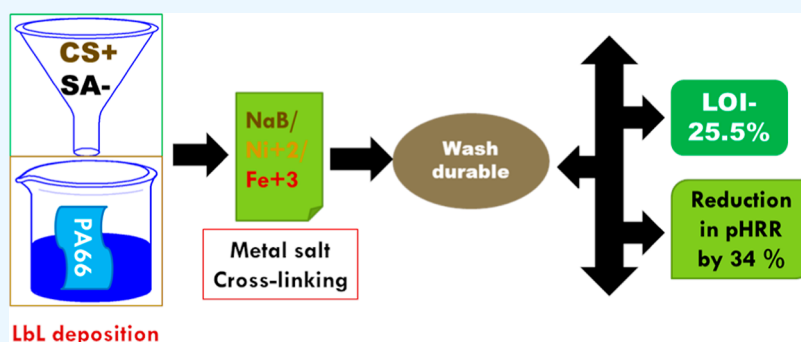 CS+
SA-
PA66
LbL deposition
NaB/
Ni+2/
Fe+3
Metal salt
Cross-linking
Wash
durable
LOI-
25.5%
Reduction
in pHRR
by 34 %